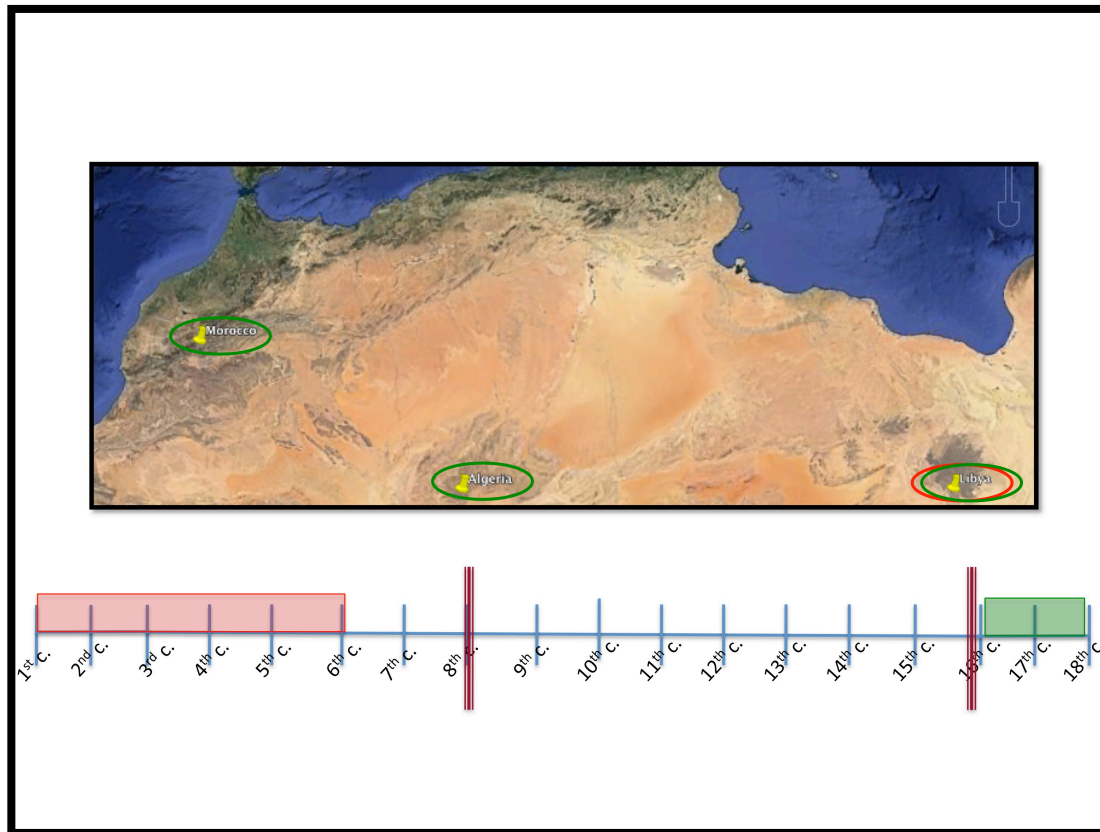 Morocco
Algeria
Libya
1st c.
2nd c.
3rd c.
4th c.
5th c.
6th c.
7th c.
8th c.
9th c.
10th c.
11th c.
12th c.
13th c.
14th c.
15th c.
16th c.
17th c.
18th c.